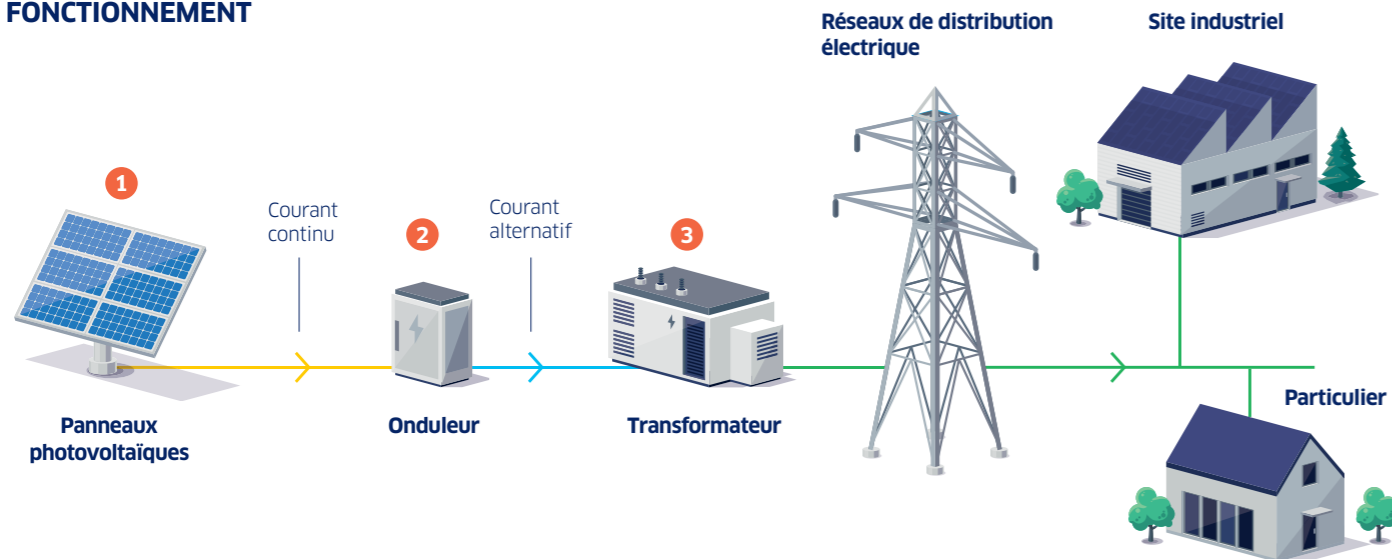 FONCTIONNEMENT
Réseaux de distribution
électrique
Site industriel
1
Courant
continu
2
Courant
alternatif
3
Panneaux
photovoltaïques
Onduleur
Transformateur
Particulier